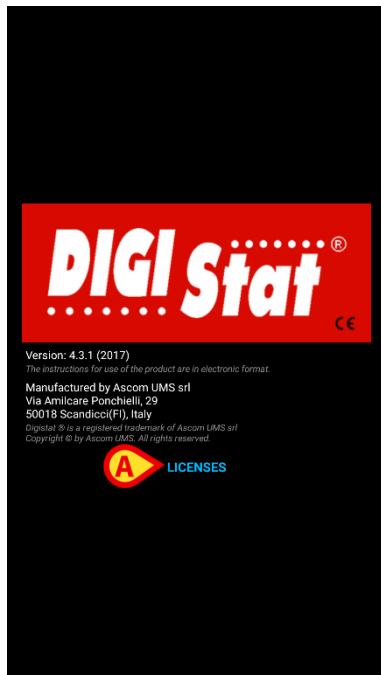 DIGI Stat ®
CE
Version: 4.3.1 (2017)
The instructions for use of the product are in electronic format.
Manufactured by Ascom UMS srl
Via Amilcare Ponchielli, 29
50018 Scandicci(FI), Italy
Digistat ® is a registered trademark of Ascom UMS srl
Copyright © by Ascom UMS. All rights reserved.
A LICENSES